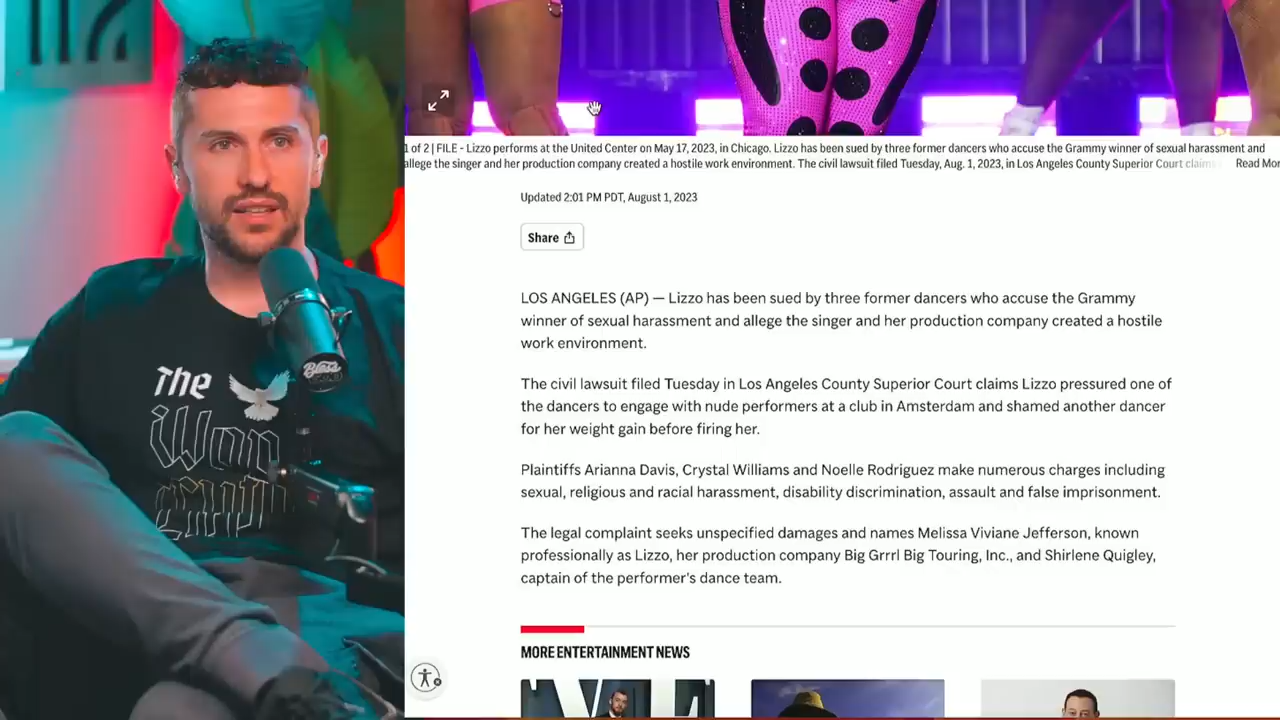 1 of 2 | FILE - Lizzo performs at the United Center on May 17, 2023, in Chicago. Lizzo has been sued by three former dancers who accuse the Grammy winner of sexual harassment and
allege the singer and her production company created a hostile work environment. The civil lawsuit filed Tuesday, Aug. 1, 2023, in Los Angeles County Superior Court claims Read Mor
Updated 2:01 PM PDT, August 1, 2023
Share
LOS ANGELES (AP) — Lizzo has been sued by three former dancers who accuse the Grammy
winner of sexual harassment and allege the singer and her production company created a hostile
work environment.
The civil lawsuit filed Tuesday in Los Angeles County Superior Court claims Lizzo pressured one of
the dancers to engage with nude performers at a club in Amsterdam and shamed another dancer
for her weight gain before firing her.
Plaintiffs Arianna Davis, Crystal Williams and Noelle Rodriguez make numerous charges including
sexual, religious and racial harassment, disability discrimination, assault and false imprisonment.
The legal complaint seeks unspecified damages and names Melissa Viviane Jefferson, known
professionally as Lizzo, her production company Big Grrrl Big Touring, Inc., and Shirlene Quigley,
captain of the performer's dance team.
MORE ENTERTAINMENT NEWS
The
Bless